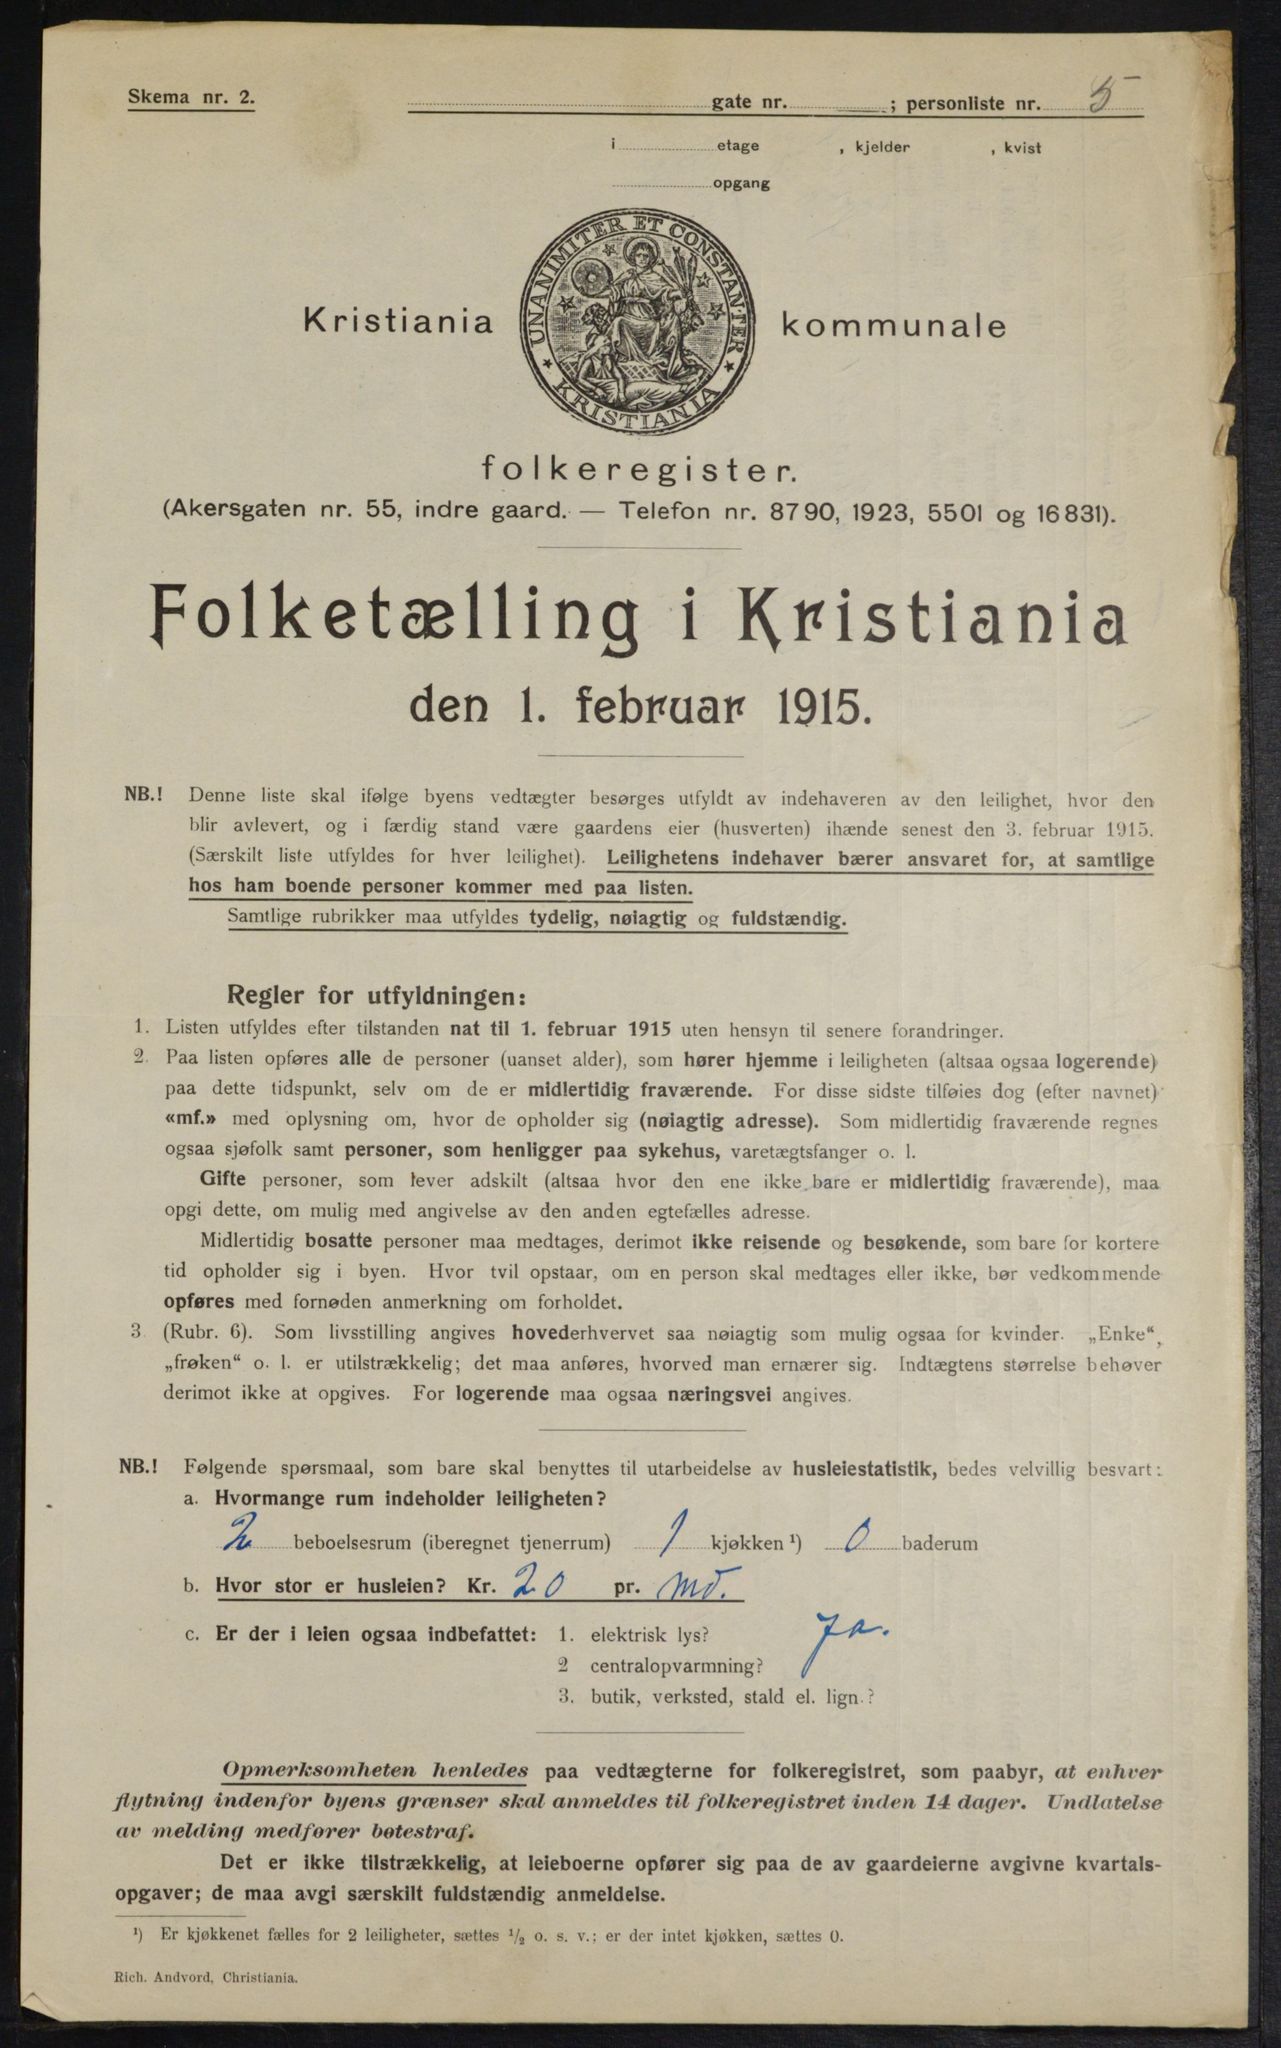 Skema nr. 2.
gate nr. ; personliste nr. 5
i etage , kjelder , kvist
opgang
UNANIMITER ET CONSTANTER
KRISTIANIA
Kristiania kommunale
folkeregister.
(Akersgaten nr. 55, indre gaard. — Telefon nr. 8790, 1923, 5501 og 16831).
Folketælling i Kristiania
den 1. februar 1915.
NB.! Denne liste skal ifølge byens vedtægter besørges utfyldt av indehaveren av den leilighet, hvor den
blir avlevert, og i færdig stand være gaardens eier (husverten) ihænde senest den 3. februar 1915.
(Særskilt liste utfyldes for hver leilighet). Leilighetens indehaver bærer ansvaret for, at samtlige
hos ham boende personer kommer med paa listen.
Samtlige rubrikker maa utfyldes tydelig, nøiagtig og fuldstændig.
Regler for utfyldningen:
1. Listen utfyldes efter tilstanden nat til 1. februar 1915 uten hensyn til senere forandringer.
2. Paa listen opføres alle de personer (uanset alder), som hører hjemme i leiligheten (altsaa ogsaa logerende)
paa dette tidspunkt, selv om de er midlertidig fraværende. For disse sidste tilføies dog (efter navnet)
«mf.» med oplysning om, hvor de opholder sig (nøiagtig adresse). Som midlertidig fraværende regnes
ogsaa sjøfolk samt personer, som henligger paa sykehus, varetægtsfanger o. l.
Gifte personer, som lever adskilt (altsaa hvor den ene ikke bare er midlertidig fraværende), maa
opgi dette, om mulig med angivelse av den anden egtefælles adresse.
Midlertidig bosatte personer maa medtages, derimot ikke reisende og besøkende, som bare for kortere
tid opholder sig i byen. Hvor tvil opstaar, om en person skal medtages eller ikke, bør vedkommende
opføres med fornøden anmerkning om forholdet.
3. (Rubr. 6). Som livsstilling angives hovederhvervet saa nøiagtig som mulig ogsaa for kvinder. „Enke“,
„frøken“ o. l. er utilstrækkelig; det maa anføres, hvorved man ernærer sig. Indtægtens størrelse behøver
derimot ikke at opgives. For logerende maa ogsaa næringsvei angives.
NB.! Følgende spørsmaal, som bare skal benyttes til utarbeidelse av husleiestatistik, bedes velvillig besvart:
a. Hvormange rum indeholder leiligheten?
2 beboelsesrum (iberegnet tjenerrum) 1 kjøkken ¹) 0 baderum
b. Hvor stor er husleien? Kr. 20 pr. Md.
c. Er der i leien ogsaa indbefattet: 1. elektrisk lys? Ja.
2 centralopvarmning?
3. butik, verksted, stald el. lign.?
Opmerksomheten henledes paa vedtægterne for folkeregistret, som paabyr, at enhver
flytning indenfor byens grænser skal anmeldes til folkeregistret inden 14 dager. Undlatelse
av melding medfører bøtestraf.
Det er ikke tilstrækkelig, at leieboerne opfører sig paa de av gaardeierne avgivne kvartals-
opgaver; de maa avgi særskilt fuldstændig anmeldelse.
¹) Er kjøkkenet fælles for 2 leiligheter, sættes ½ o. s. v.; er der intet kjøkken, sættes 0.
Rich. Andvord, Christiania.